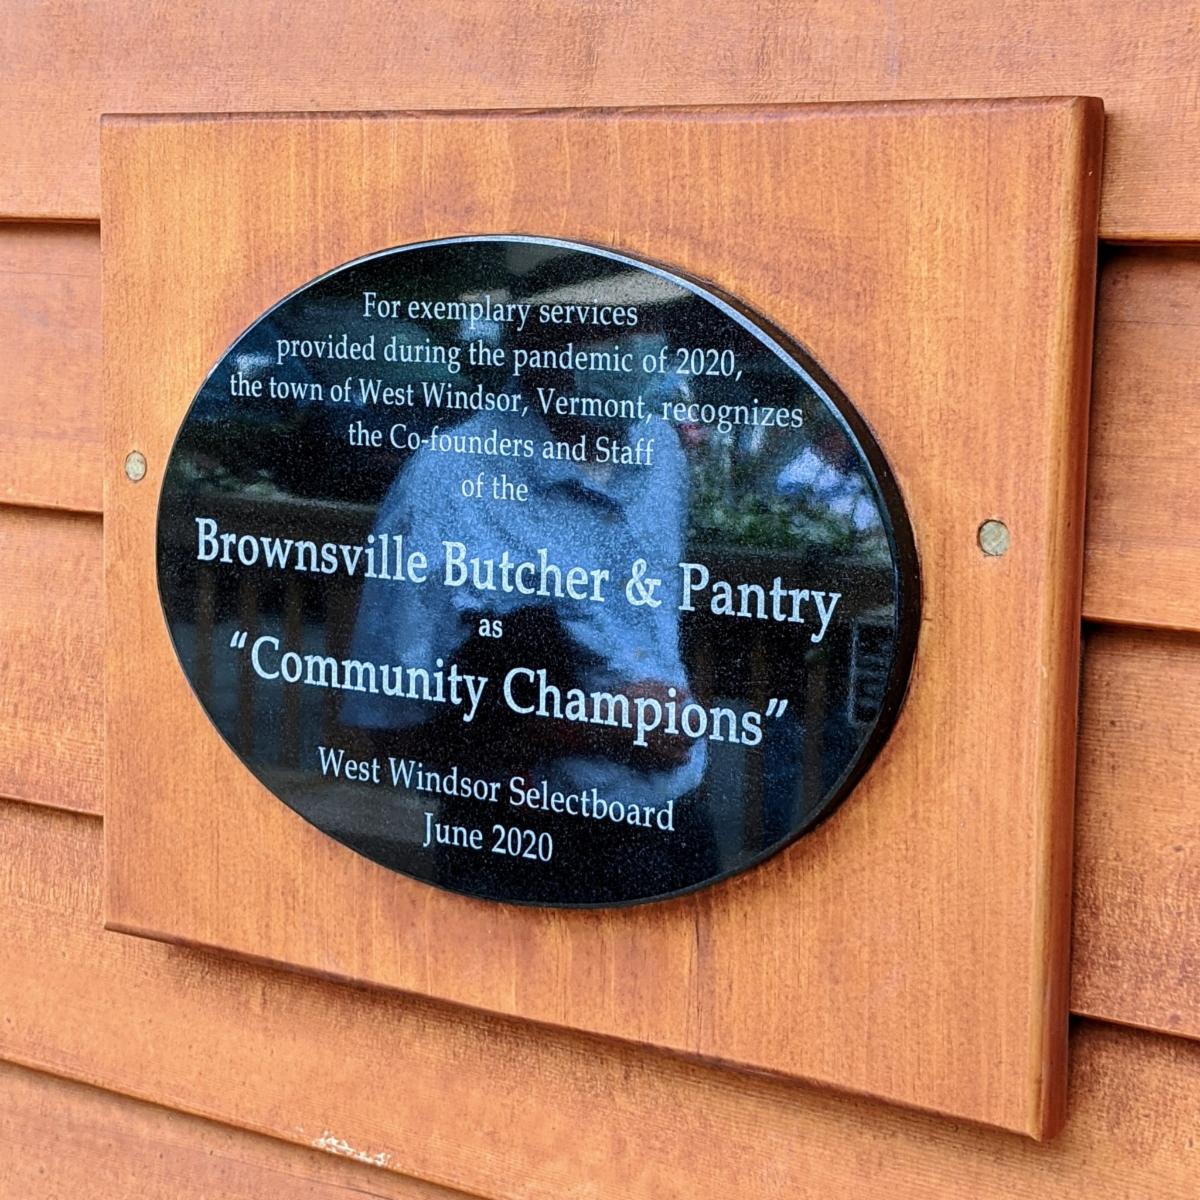 For exemplary services
provided during the pandemic of 2020,
the town of West Windsor, Vermont, recognizes
the Co-founders and Staff
of the
Brownsville Butcher & Pantry
as
“Community Champions”
West Windsor Selectboard
June 2020